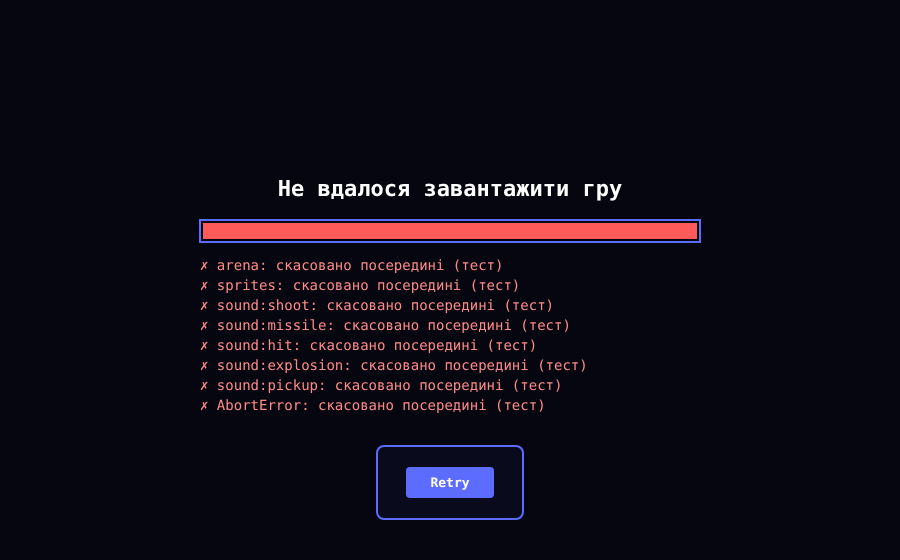 Не вдалося завантажити гру
✗ arena: скасовано посередині (тест)
✗ sprites: скасовано посередині (тест)
✗ sound:shoot: скасовано посередині (тест)
✗ sound:missile: скасовано посередині (тест)
✗ sound:hit: скасовано посередині (тест)
✗ sound:explosion: скасовано посередині (тест)
✗ sound:pickup: скасовано посередині (тест)
✗ AbortError: скасовано посередині (тест)
Retry